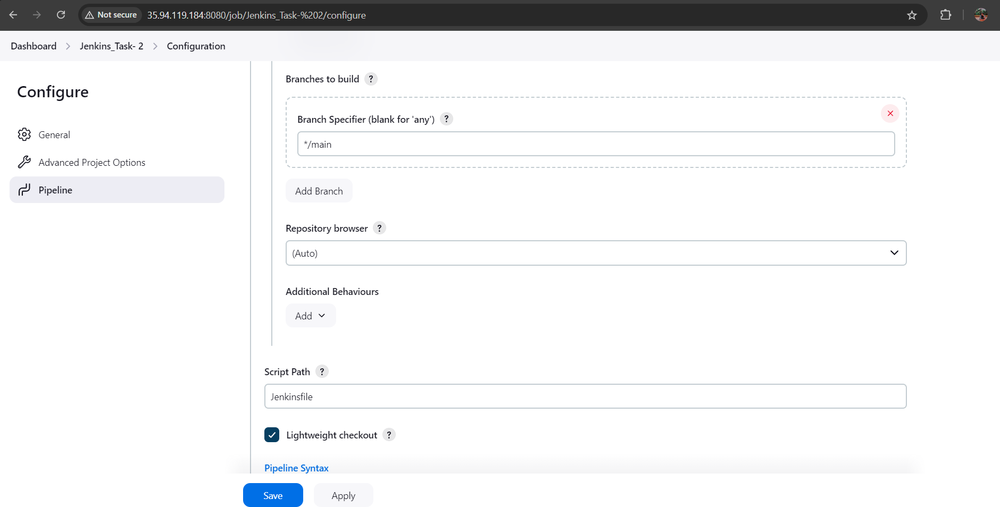 Not secure 35.94.119.184:8080/job/Jenkins_Task-%202/configure
Dashboard Jenkins_Task- 2 Configuration
Configure
General
Advanced Project Options
Pipeline
Branches to build ?
Branch Specifier (blank for 'any') ?
*/main
Add Branch
Repository browser ?
(Auto)
Additional Behaviours
Add
Script Path ?
Jenkinsfile
Lightweight checkout ?
Pipeline Syntax
Save Apply